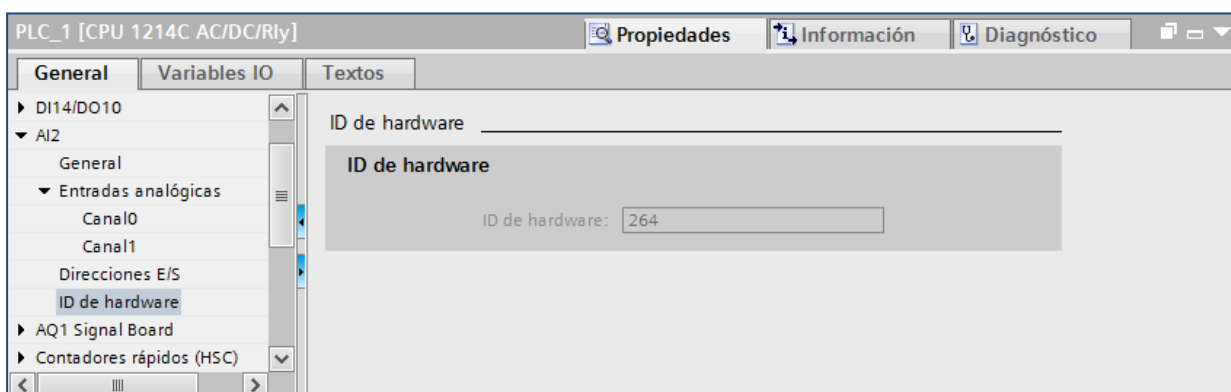 PLC_1 [CPU 1214C AC/DC/Rly]
Propiedades
Información
Diagnóstico
General
Variables IO
Textos
DI14/DO10
AI2
General
Entradas analógicas
Canal0
Canal1
Direcciones E/S
ID de hardware
AQ1 Signal Board
Contadores rápidos (HSC)
ID de hardware
ID de hardware
ID de hardware: 264